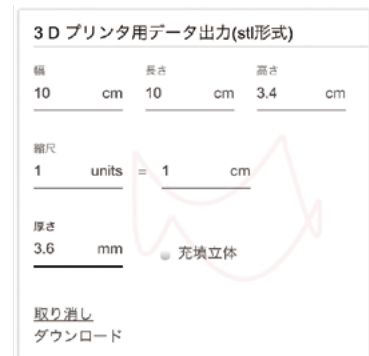 3Dプリンタ用データ出力(stl形式)
幅 長さ 高さ
10 cm 10 cm 3.4 cm
縮尺
1 units = 1 cm
厚さ
3.6 mm 充填立体
取り消し
ダウンロード